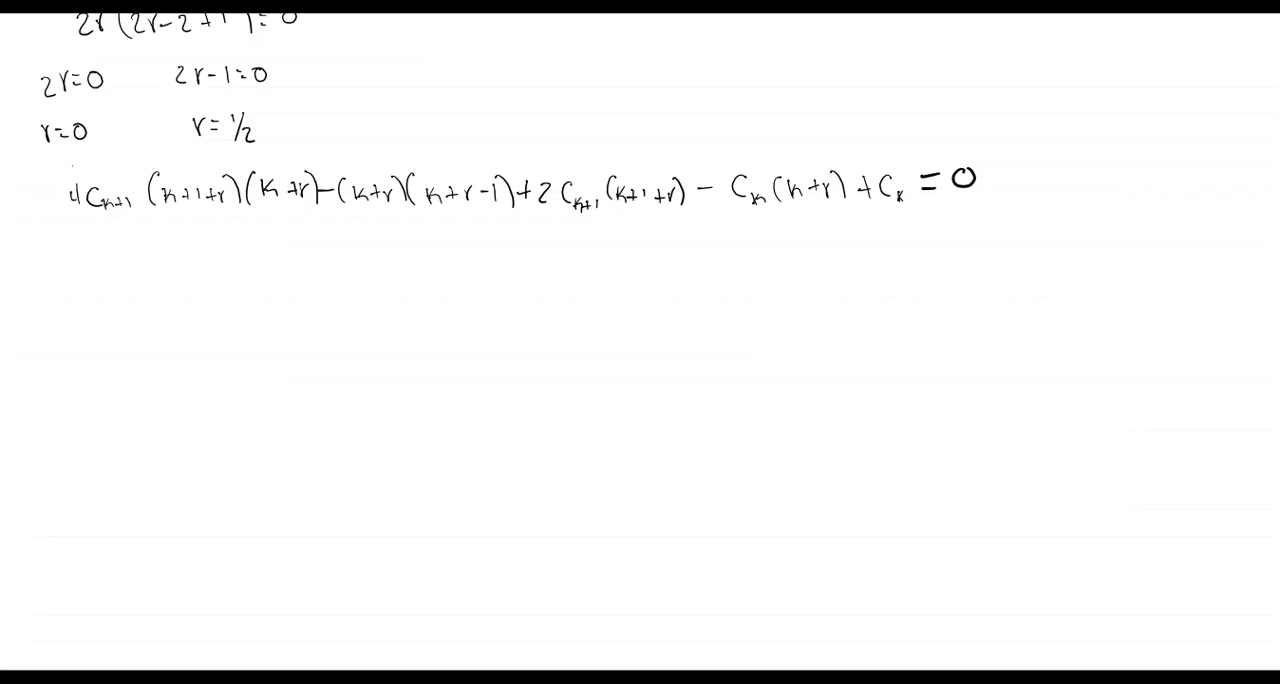 2r(2r-2+1)=0
2r=0 2r-1=0
r=0 r=1/2
4C_{k+1}(k+1+r)(k+r)-(k+r)(k+r-1)+2C_{k+1}(k+1+r)-C_k(k+r)+C_k=0